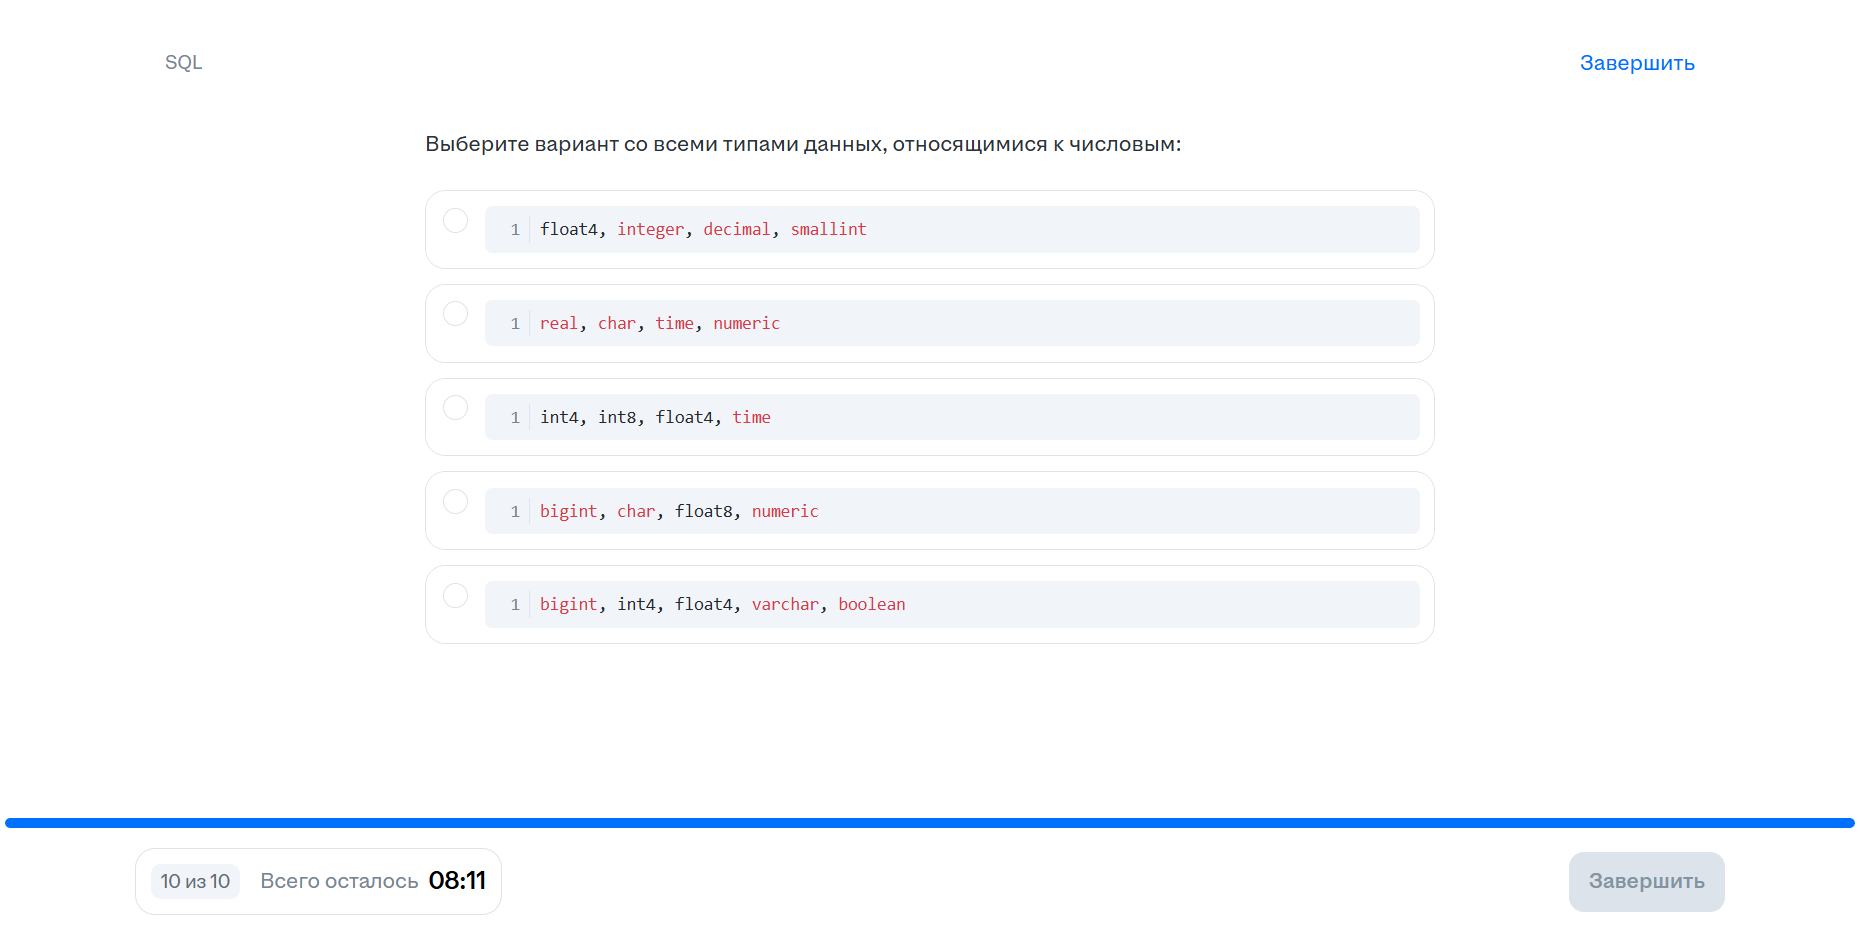 SQL
Завершить
Выберите вариант со всеми типами данных, относящимися к числовым:
1 float4, integer, decimal, smallint
1 real, char, time, numeric
1 int4, int8, float4, time
1 bigint, char, float8, numeric
1 bigint, int4, float4, varchar, boolean
10 из 10 Всего осталось 08:11
Завершить